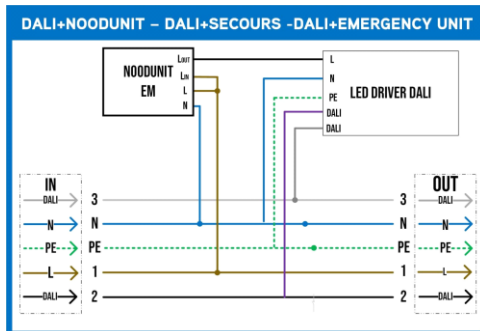 DALI+NOODUNIT – DALI+SECOURS -DALI+EMERGENCY UNIT
NOODUNIT
EM
LOUT
LIN
L
N
L
N
PE
DALI
DALI
LED DRIVER DALI
IN
OUT
DALI 3 3 DALI
N N N N
PE PE PE PE
L 1 1 L
DALI 2 2 DALI